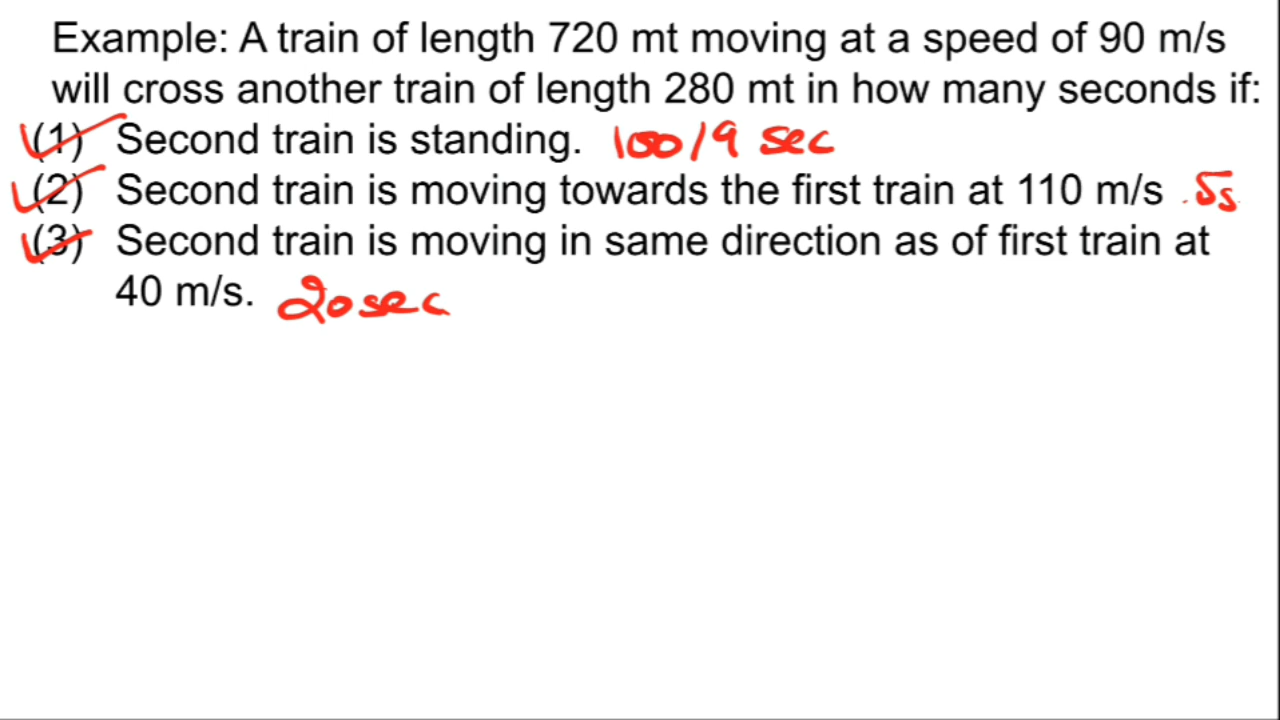 Example: A train of length 720 mt moving at a speed of 90 m/s
will cross another train of length 280 mt in how many seconds if:
(1) Second train is standing. 100/9 sec
(2) Second train is moving towards the first train at 110 m/s 5s
(3) Second train is moving in same direction as of first train at
40 m/s. 20 sec